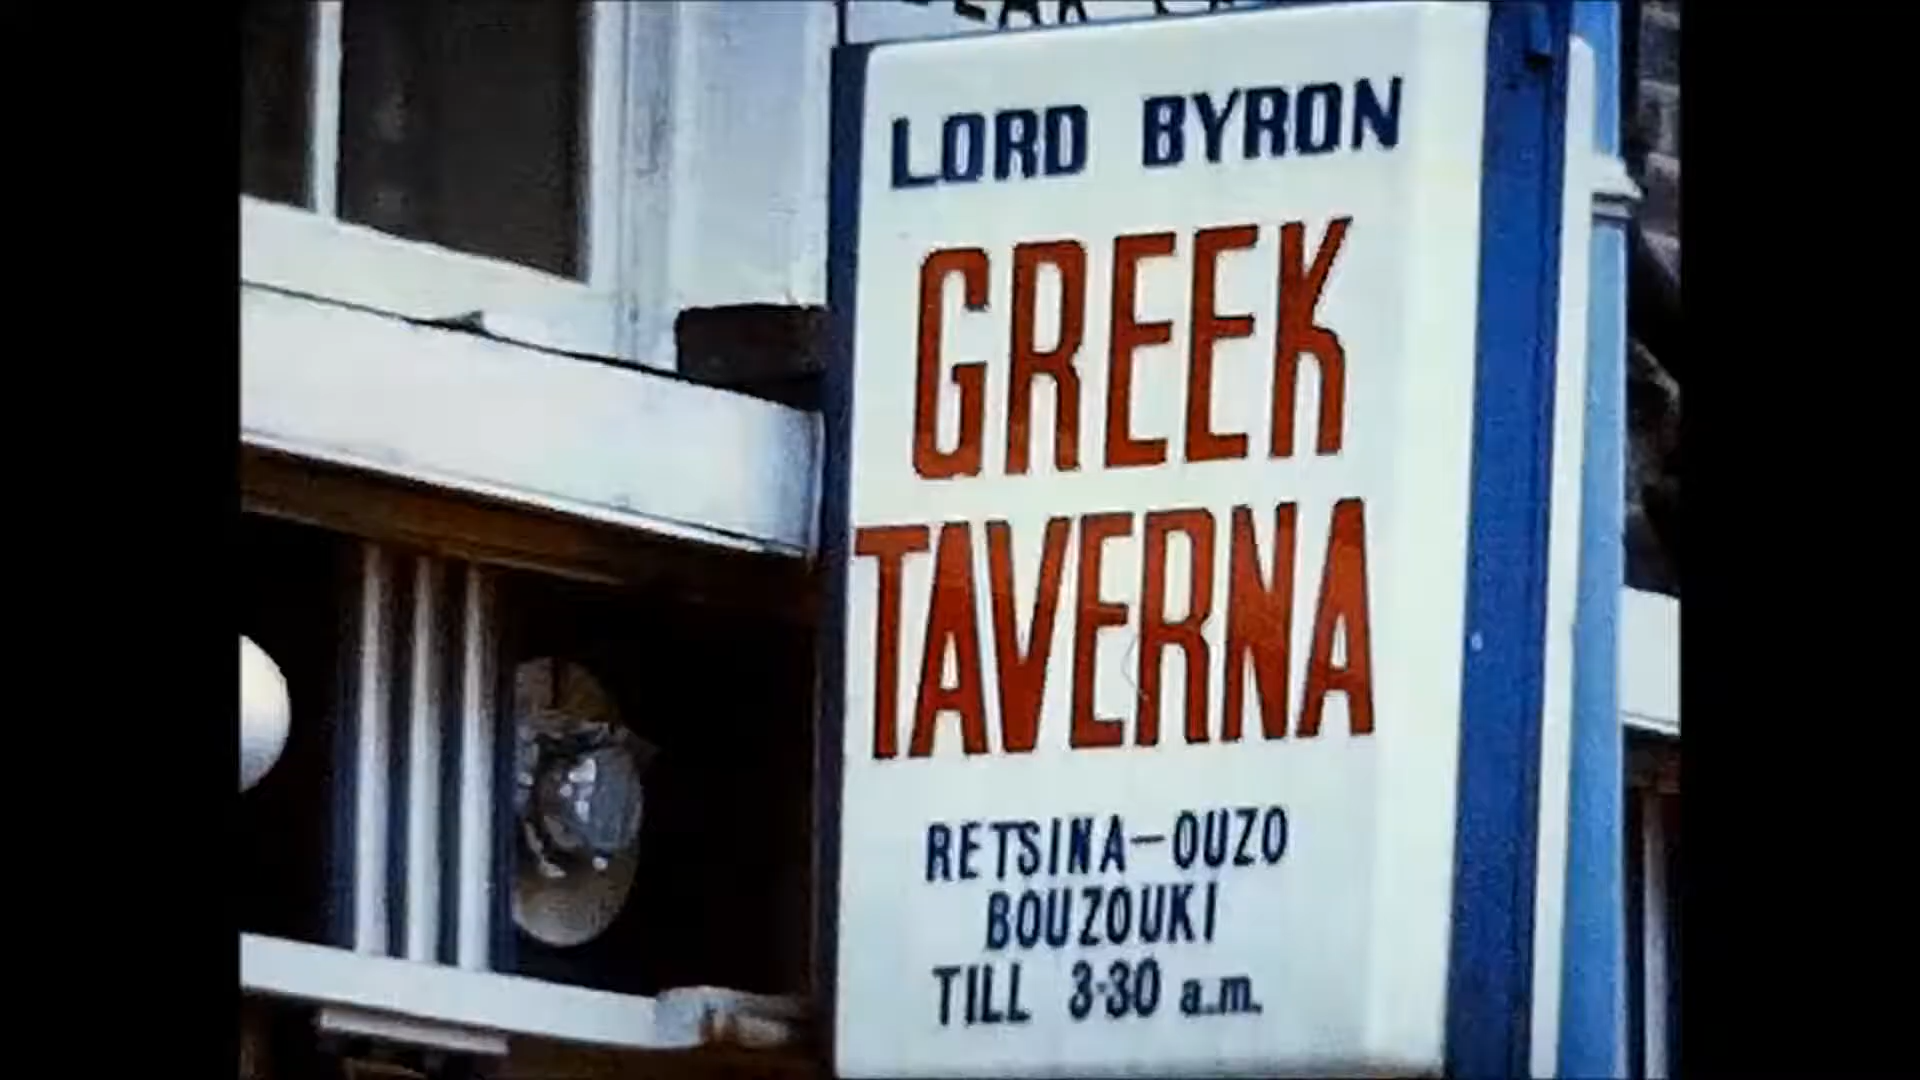 LORD BYRON
GREEK
TAVERNA
RETSINA-OUZO
BOUZOUKI
TILL 3·30 a.m.